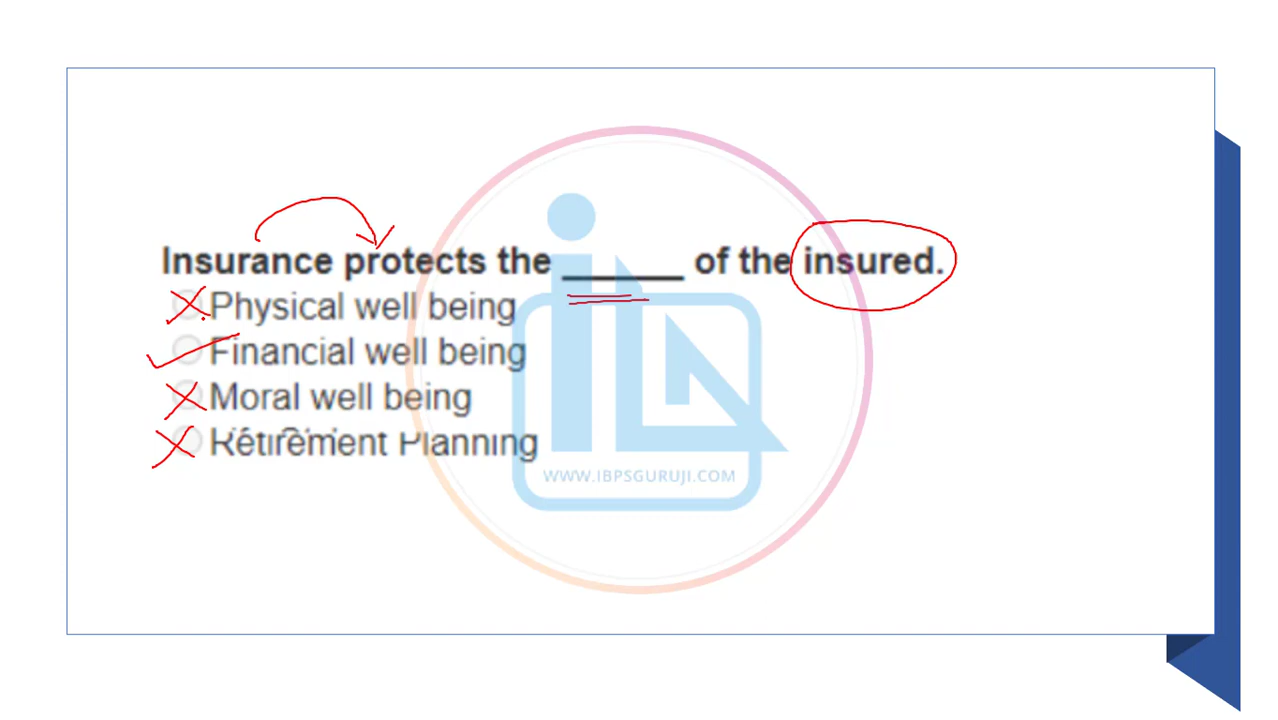 Insurance protects the ______ of the insured.
Physical well being
Financial well being
Moral well being
Retirement Planning
WWW.IBPSGURUJI.COM